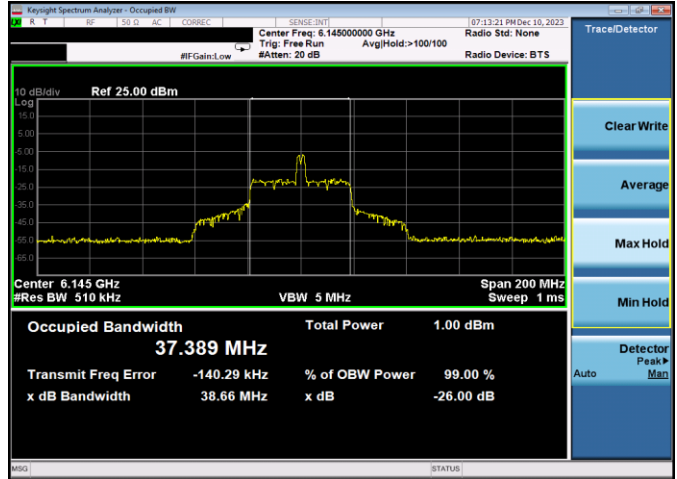 Keysight Spectrum Analyzer - Occupied BW
R T RF 50 Ω AC CORREC SENSE:INT 07:13:21 PM Dec 10, 2023
Center Freq: 6.145000000 GHz Radio Std: None
Trig: Free Run Avg|Hold:>100/100
#IFGain:Low #Atten: 20 dB Radio Device: BTS
Trace/Detector
10 dB/div Ref 25.00 dBm
Log
15.0
5.00
-5.00
-15.0
-25.0
-35.0
-45.0
-55.0
-65.0
Center 6.145 GHz Span 200 MHz
#Res BW 510 kHz VBW 5 MHz Sweep 1 ms
Occupied Bandwidth Total Power 1.00 dBm
37.389 MHz
Transmit Freq Error -140.29 kHz % of OBW Power 99.00 %
x dB Bandwidth 38.66 MHz x dB -26.00 dB
Clear Write
Average
Max Hold
Min Hold
Detector
Peak▶
Auto Man
MSG STATUS